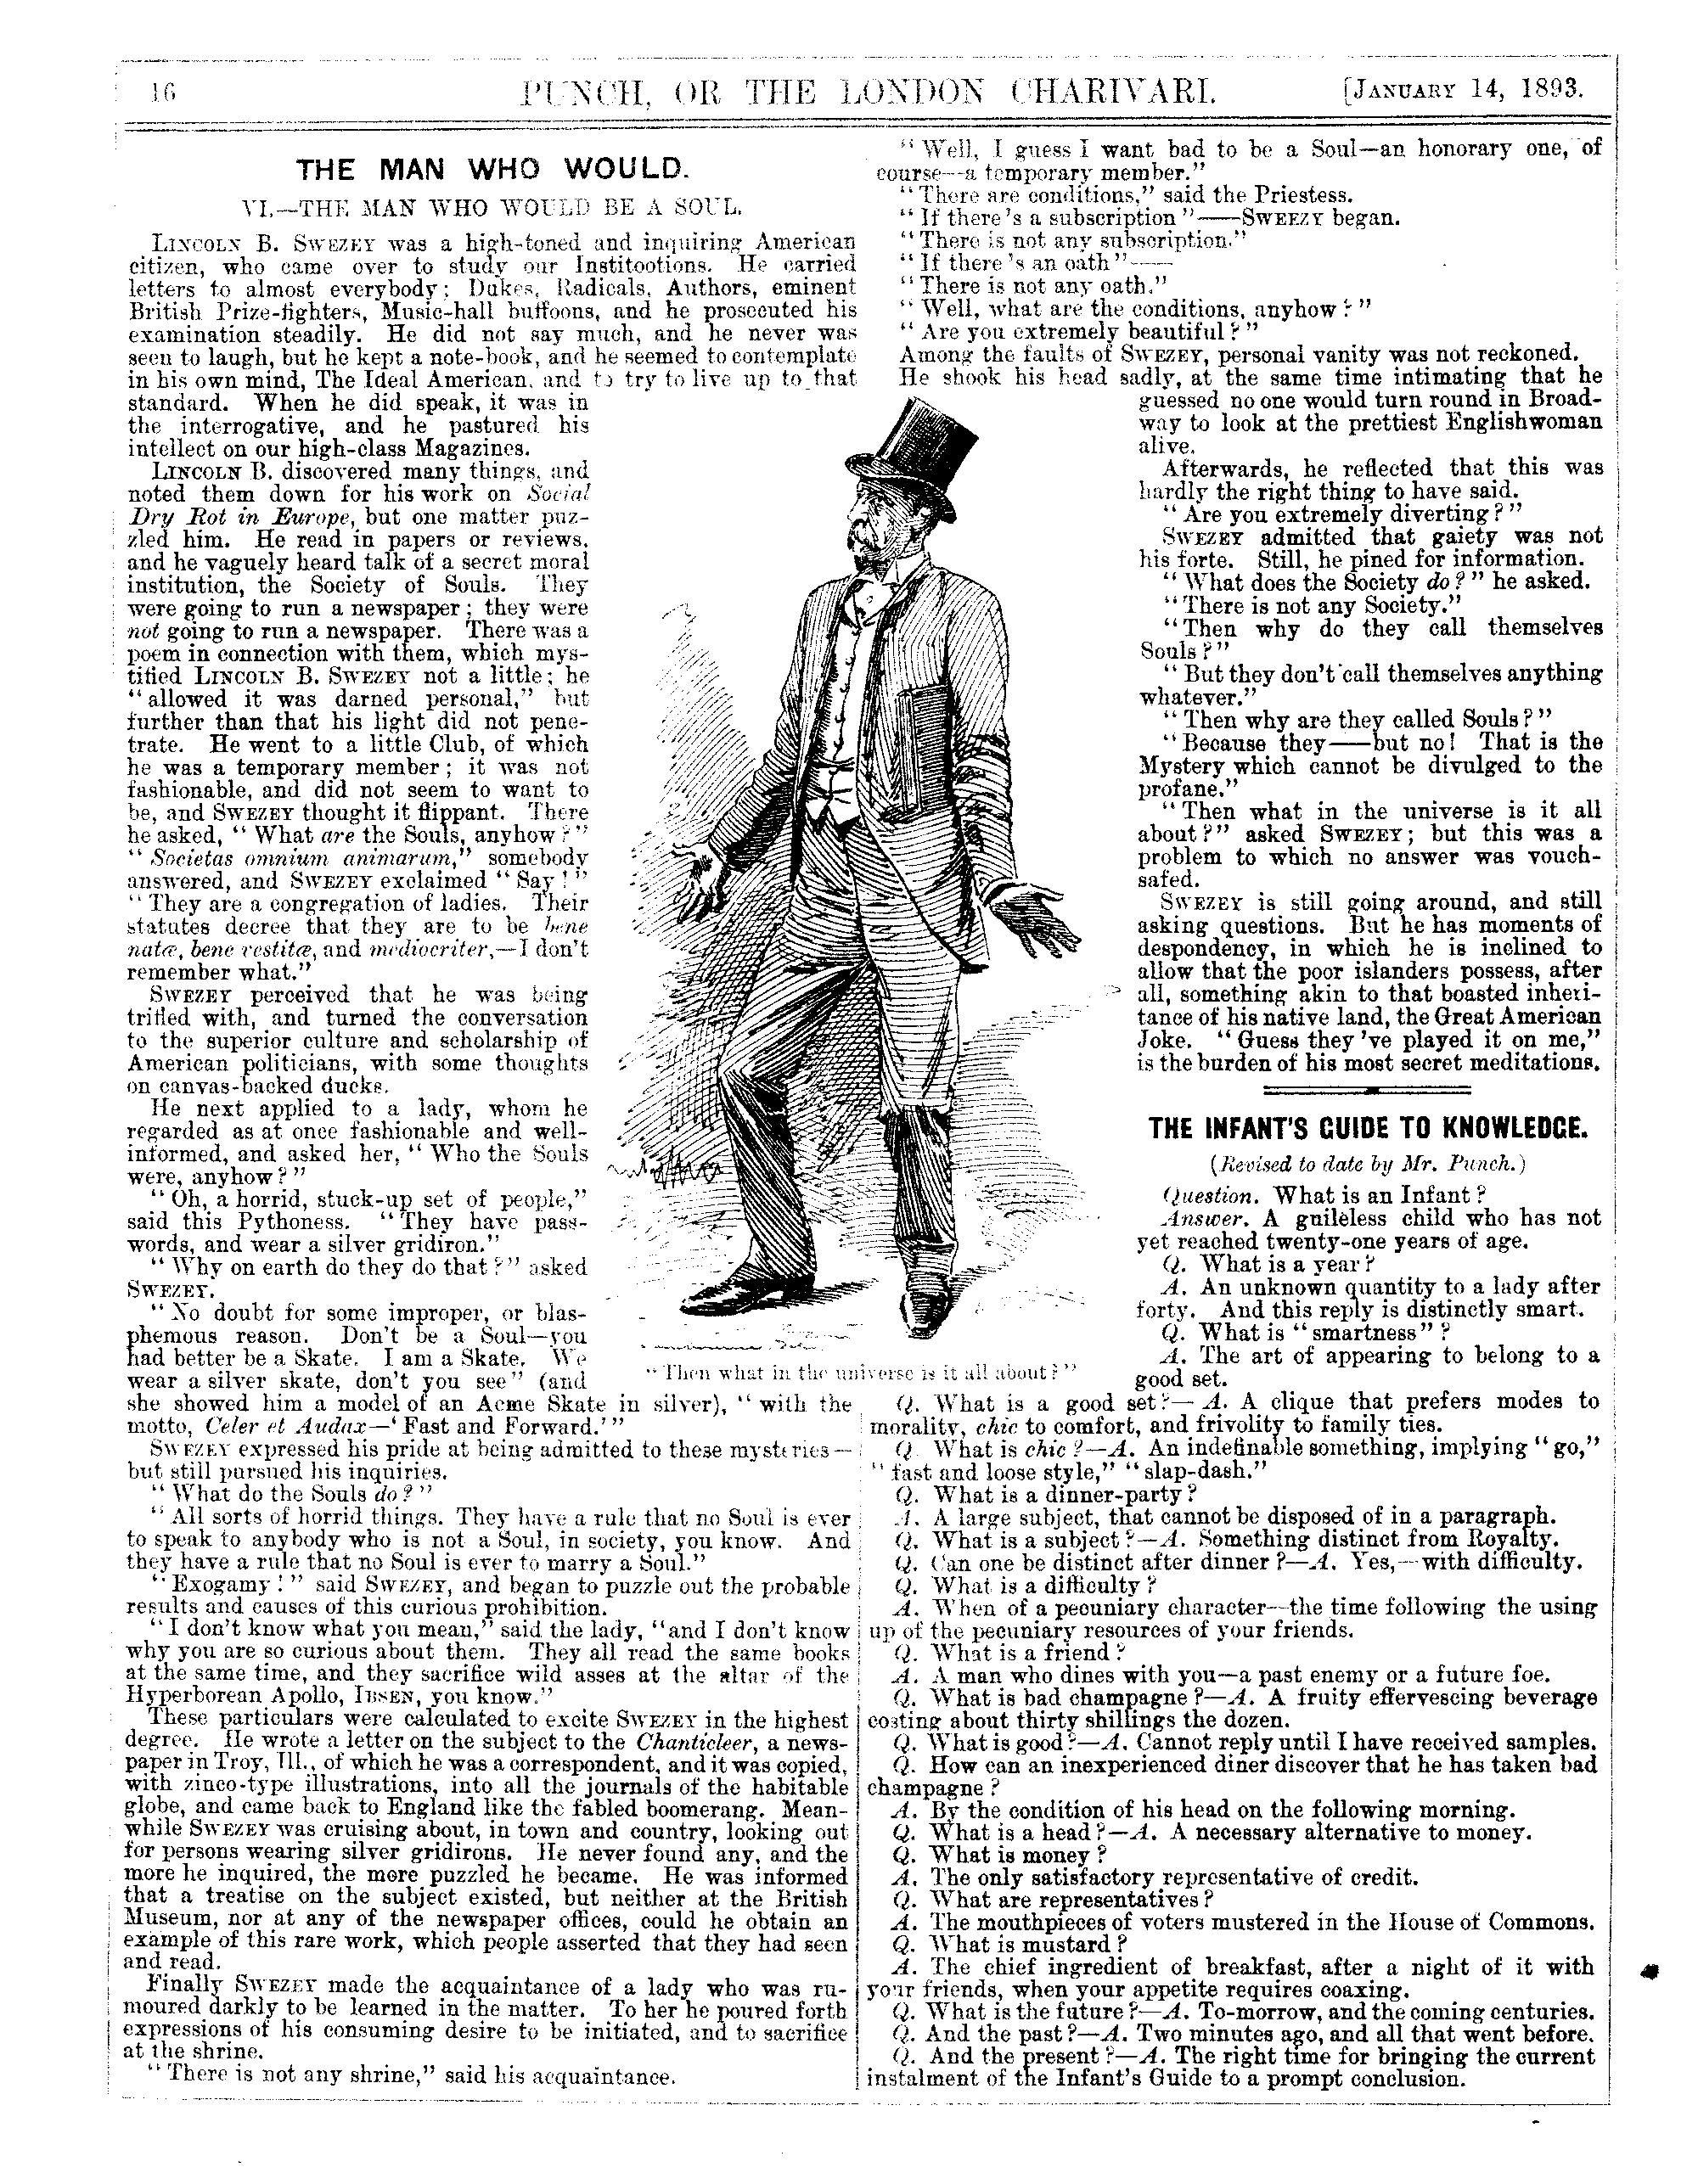 16
PUNCH, OR THE LONDON CHARIVARI.
[JANUARY 14, 1893.
THE MAN WHO WOULD.
VI.—THE MAN WHO WOULD BE A SOUL.
LINCOLN B. SWEZEY was a high-toned and inquiring American
citizen, who came over to study our Institootions. He carried
letters to almost everybody; Dukes, Radicals, Authors, eminent
British Prize-fighters, Music-hall buffoons, and he prosecuted his
examination steadily. He did not say much, and he never was
seen to laugh, but he kept a note-book, and he seemed to contemplate
in his own mind, The Ideal American, and to try to live up to that
standard. When he did speak, it was in
the interrogative, and he pastured his
intellect on our high-class Magazines.
LINCOLN B. discovered many things, and
noted them down for his work on Social
Dry Rot in Europe, but one matter puz-
zled him. He read in papers or reviews,
and he vaguely heard talk of a secret moral
institution, the Society of Souls. They
were going to run a newspaper; they were
not going to run a newspaper. There was a
poem in connection with them, which mys-
tified LINCOLN B. SWEZEY not a little; he
"allowed it was darned personal," but
further than that his light did not pene-
trate. He went to a little Club, of which
he was a temporary member; it was not
fashionable, and did not seem to want to
be, and SWEZEY thought it flippant. There
he asked, "What are the Souls, anyhow?"
"Societas omnium animarum," somebody
answered, and SWEZEY exclaimed "Say!"
"They are a congregation of ladies. Their
statutes decree that they are to be bene
natæ, bene vestitæ, and mediocriter,—I don't
remember what."
SWEZEY perceived that he was being
trifled with, and turned the conversation
to the superior culture and scholarship of
American politicians, with some thoughts
on canvas-backed ducks.
He next applied to a lady, whom he
regarded as at once fashionable and well-
informed, and asked her, "Who the Souls
were, anyhow?"
"Oh, a horrid, stuck-up set of people,"
said this Pythoness. "They have pass-
words, and wear a silver gridiron."
"Why on earth do they do that?" asked
SWEZEY.
"No doubt for some improper, or blas-
phemous reason. Don't be a Soul—you
had better be a Skate. I am a Skate. We
wear a silver skate, don't you see" (and
she showed him a model of an Acme Skate in silver), "with the
motto, Celer et Audax—'Fast and Forward.'"
SWEZEY expressed his pride at being admitted to these mysteries—
but still pursued his inquiries.
"What do the Souls do?"
"All sorts of horrid things. They have a rule that no Soul is ever
to speak to anybody who is not a Soul, in society, you know. And
they have a rule that no Soul is ever to marry a Soul."
"Exogamy!" said SWEZEY, and began to puzzle out the probable
results and causes of this curious prohibition.
"I don't know what you mean," said the lady, "and I don't know
why you are so curious about them. They all read the same books
at the same time, and they sacrifice wild asses at the altar of the
Hyperborean Apollo, IBSEN, you know."
These particulars were calculated to excite SWEZEY in the highest
degree. He wrote a letter on the subject to the Chanticleer, a news-
paper in Troy, Ill., of which he was a correspondent, and it was copied,
with zinco-type illustrations, into all the journals of the habitable
globe, and came back to England like the fabled boomerang. Mean-
while SWEZEY was cruising about, in town and country, looking out
for persons wearing silver gridirons. He never found any, and the
more he inquired, the more puzzled he became. He was informed
that a treatise on the subject existed, but neither at the British
Museum, nor at any of the newspaper offices, could he obtain an
example of this rare work, which people asserted that they had seen
and read.
Finally SWEZEY made the acquaintance of a lady who was ru-
moured darkly to be learned in the matter. To her he poured forth
expressions of his consuming desire to be initiated, and to sacrifice
at the shrine.
"There is not any shrine," said his acquaintance.
"Well, I guess I want bad to be a Soul—an honorary one, of
course—a temporary member."
"There are conditions," said the Priestess.
"If there's a subscription"——SWEEZY began.
"There is not any subscription."
"If there's an oath"——
"There is not any oath."
"Well, what are the conditions, anyhow?"
"Are you extremely beautiful?"
Among the faults of SWEZEY, personal vanity was not reckoned.
He shook his head sadly, at the same time intimating that he
guessed no one would turn round in Broad-
way to look at the prettiest Englishwoman
alive.
Afterwards, he reflected that this was
hardly the right thing to have said.
"Are you extremely diverting?"
SWEZEY admitted that gaiety was not
his forte. Still, he pined for information.
"What does the Society do?" he asked.
"There is not any Society."
"Then why do they call themselves
Souls?"
"But they don't call themselves anything
whatever."
"Then why are they called Souls?"
"Because they——but no! That is the
Mystery which cannot be divulged to the
profane."
"Then what in the universe is it all
about?" asked SWEZEY; but this was a
problem to which no answer was vouch-
safed.
SWEZEY is still going around, and still
asking questions. But he has moments of
despondency, in which he is inclined to
allow that the poor islanders possess, after
all, something akin to that boasted inheri-
tance of his native land, the Great American
Joke. "Guess they've played it on me,"
is the burden of his most secret meditations.
"Then what in the universe is it all about?"
THE INFANT'S GUIDE TO KNOWLEDGE.
(Revised to date by Mr. Punch.)
Question. What is an Infant?
Answer. A guileless child who has not
yet reached twenty-one years of age.
Q. What is a year?
A. An unknown quantity to a lady after
forty. And this reply is distinctly smart.
Q. What is "smartness"?
A. The art of appearing to belong to a
good set.
Q. What is a good set?—A. A clique that prefers modes to
morality, chic to comfort, and frivolity to family ties.
Q. What is chic?—A. An indefinable something, implying "go,"
"fast and loose style," "slap-dash."
Q. What is a dinner-party?
A. A large subject, that cannot be disposed of in a paragraph.
Q. What is a subject?—A. Something distinct from Royalty.
Q. Can one be distinct after dinner?—A. Yes,—with difficulty.
Q. What is a difficulty?
A. When of a pecuniary character—the time following the using
up of the pecuniary resources of your friends.
Q. What is a friend?
A. A man who dines with you—a past enemy or a future foe.
Q. What is bad champagne?—A. A fruity effervescing beverage
costing about thirty shillings the dozen.
Q. What is good?—A. Cannot reply until I have received samples.
Q. How can an inexperienced diner discover that he has taken bad
champagne?
A. By the condition of his head on the following morning.
Q. What is a head?—A. A necessary alternative to money.
Q. What is money?
A. The only satisfactory representative of credit.
Q. What are representatives?
A. The mouthpieces of voters mustered in the House of Commons.
Q. What is mustard?
A. The chief ingredient of breakfast, after a night of it with
your friends, when your appetite requires coaxing.
Q. What is the future?—A. To-morrow, and the coming centuries.
Q. And the past?—A. Two minutes ago, and all that went before.
Q. And the present?—A. The right time for bringing the current
instalment of the Infant's Guide to a prompt conclusion.